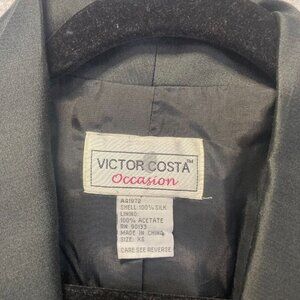 VICTOR COSTA™
Occasion
AQ1972
SHELL:100% SILK
LINING:
100% ACETATE
RN 90133
MADE IN CHINA
SIZE: XS
CARE SEE REVERSE